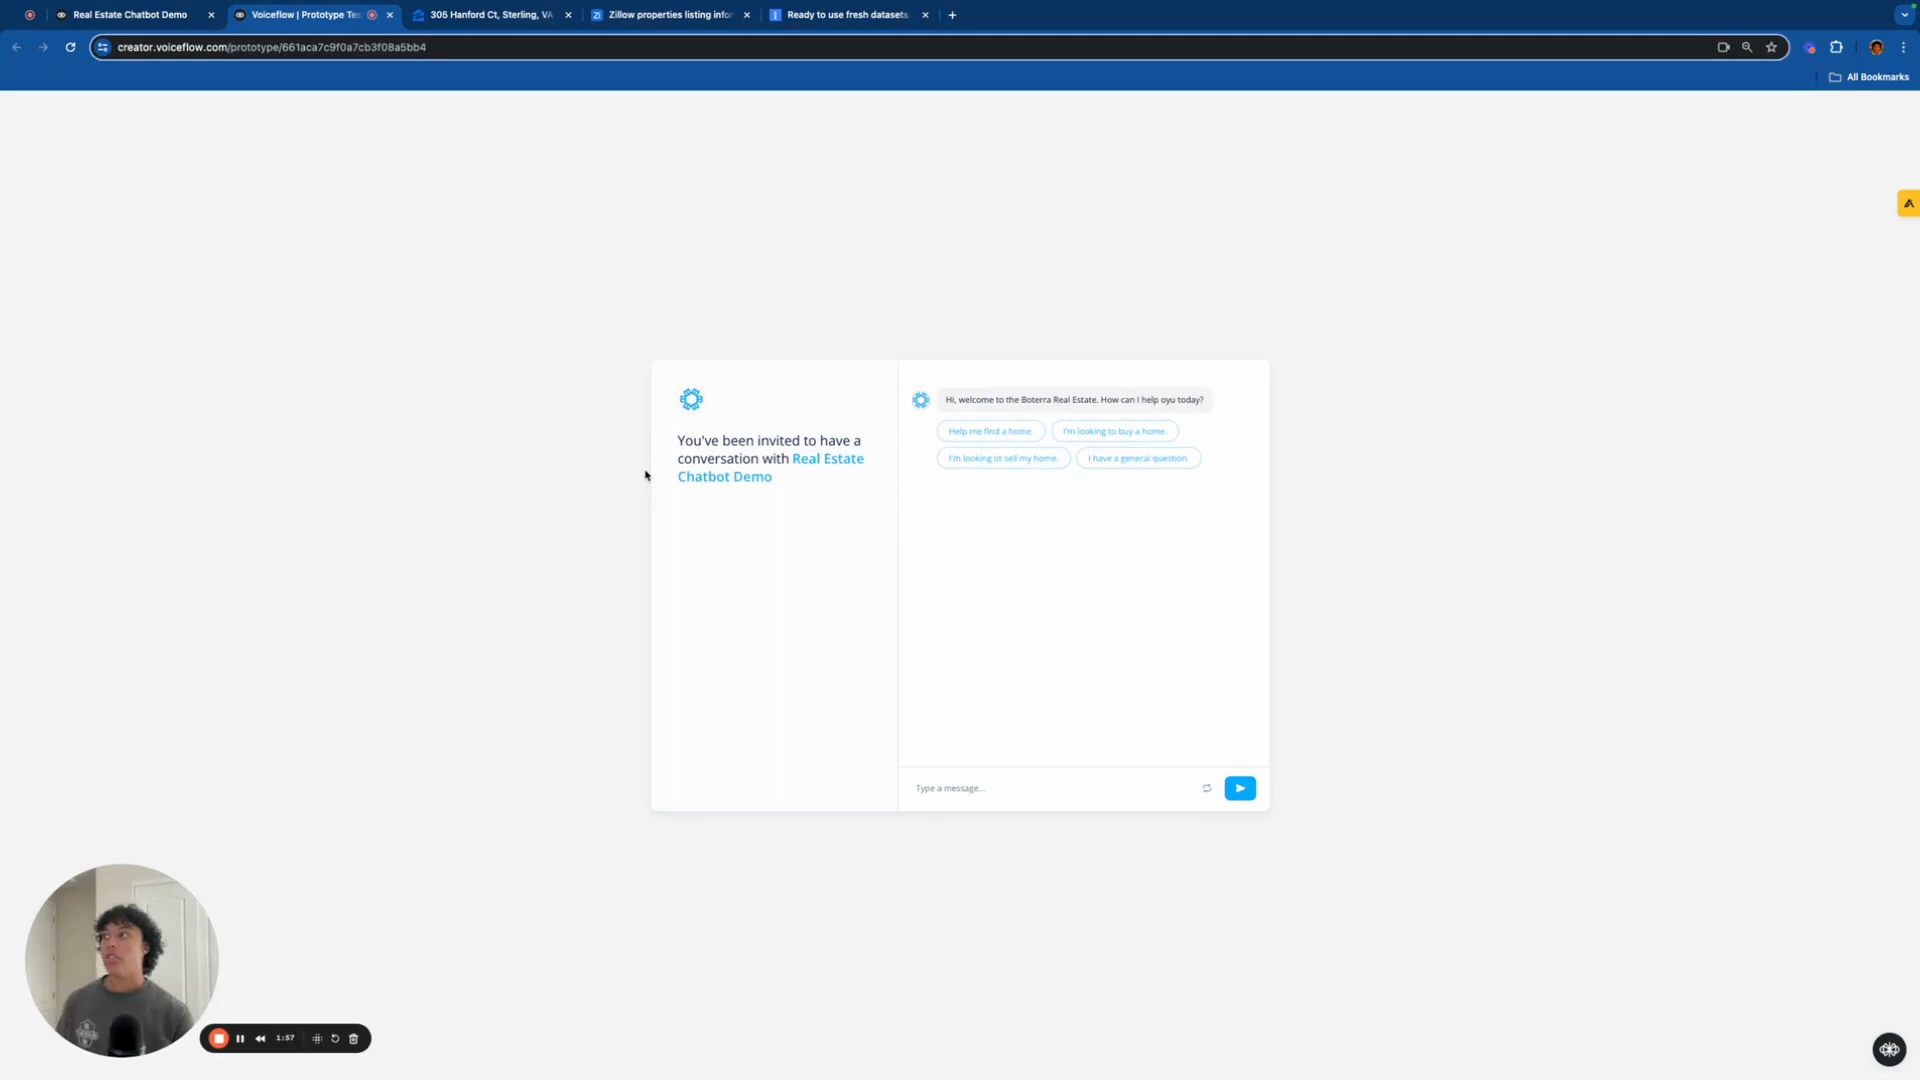 Real Estate Chatbot Demo
Voiceflow | Prototype Tes
305 Hanford Ct, Sterling, VA
Zillow properties listing infor
Ready to use fresh datasets.
creator.voiceflow.com/prototype/661aca7c9f0a7cb3f08a5bb4
All Bookmarks
You've been invited to have a
conversation with Real Estate
Chatbot Demo
Hi, welcome to the Boterra Real Estate. How can I help oyu today?
Help me find a home.
I'm looking to buy a home.
I'm looking ot sell my home.
I have a general question.
Type a message...
1:57